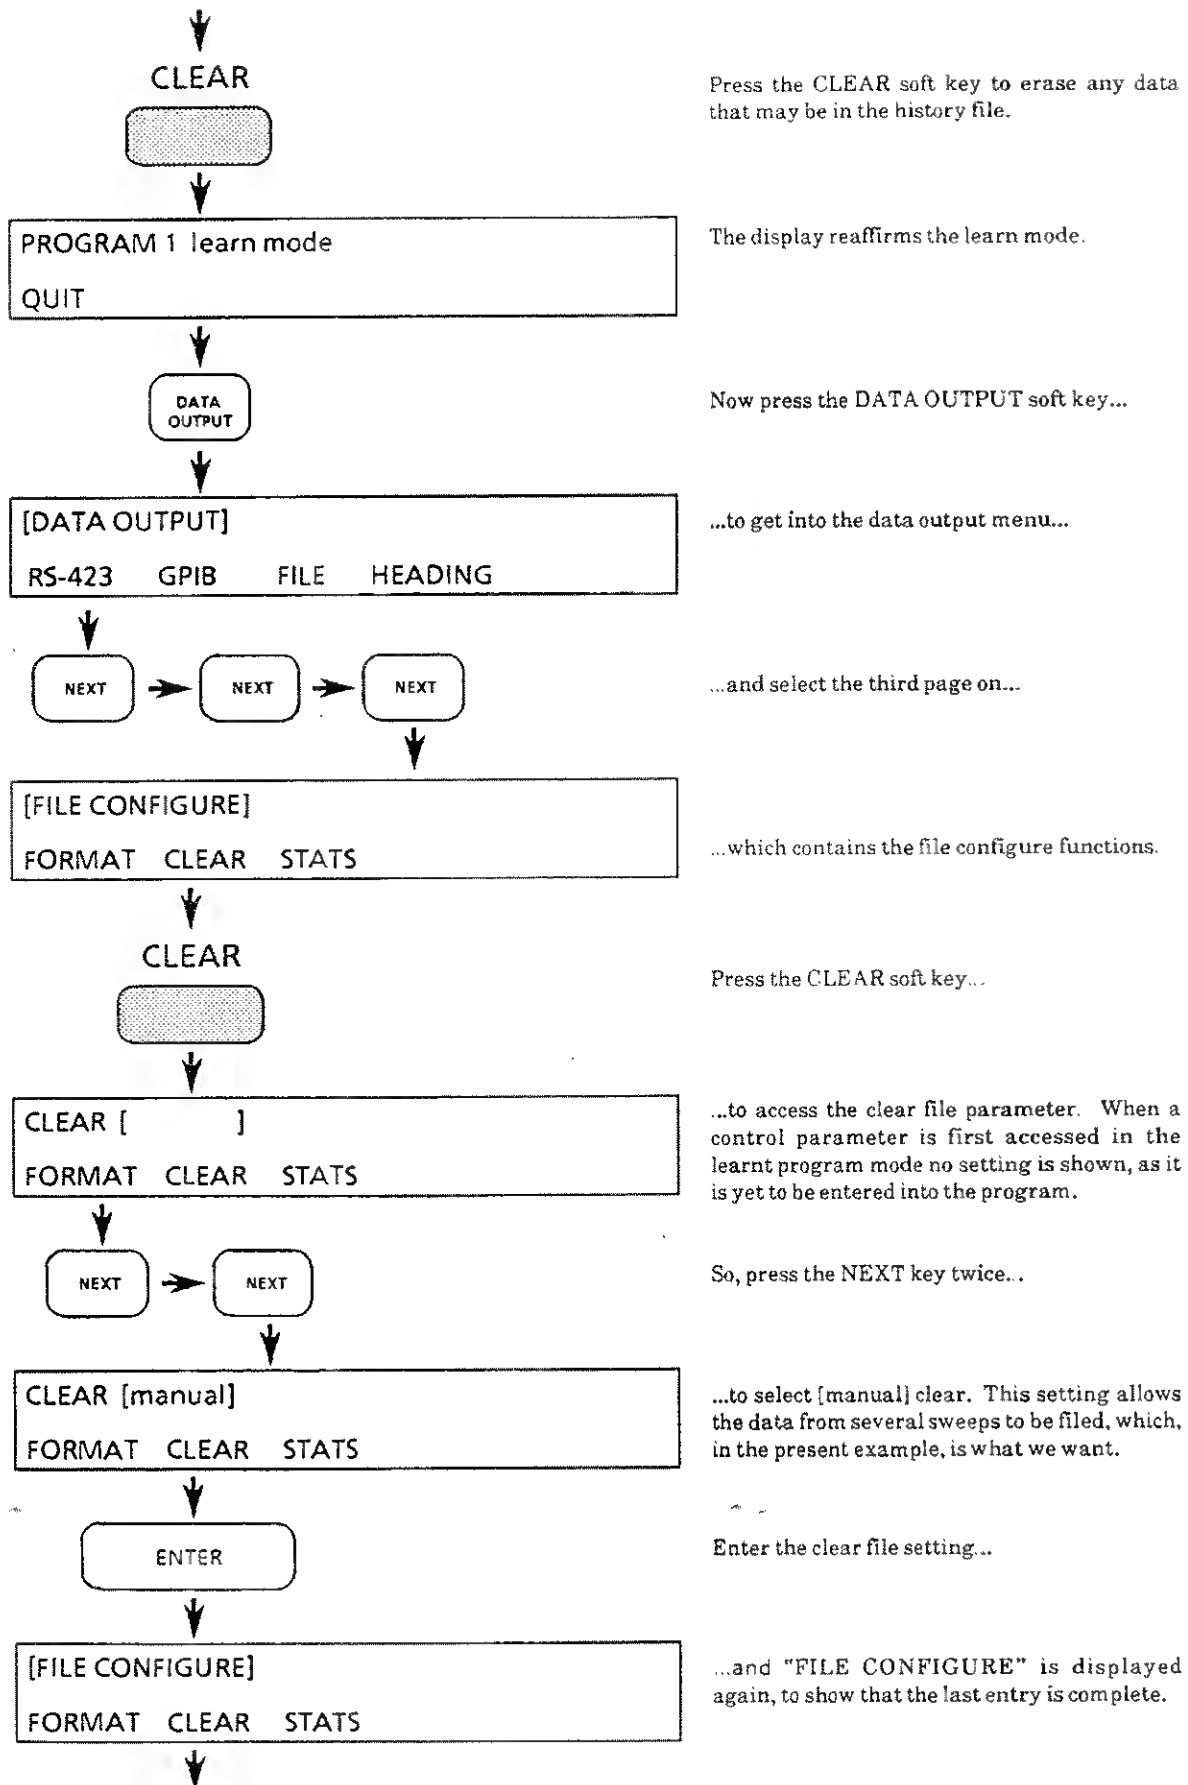 CLEAR
Press the CLEAR soft key to erase any data
that may be in the history file.
PROGRAM 1 learn mode
QUIT
The display reaffirms the learn mode.
DATA
OUTPUT
Now press the DATA OUTPUT soft key...
[DATA OUTPUT]
RS-423 GPIB FILE HEADING
...to get into the data output menu...
NEXT NEXT NEXT
...and select the third page on...
[FILE CONFIGURE]
FORMAT CLEAR STATS
...which contains the file configure functions.
CLEAR
Press the CLEAR soft key...
CLEAR [ ]
FORMAT CLEAR STATS
...to access the clear file parameter. When a
control parameter is first accessed in the
learnt program mode no setting is shown, as it
is yet to be entered into the program.
NEXT NEXT
So, press the NEXT key twice...
CLEAR [manual]
FORMAT CLEAR STATS
...to select [manual] clear. This setting allows
the data from several sweeps to be filed, which,
in the present example, is what we want.
ENTER
Enter the clear file setting...
[FILE CONFIGURE]
FORMAT CLEAR STATS
...and "FILE CONFIGURE" is displayed
again, to show that the last entry is complete.